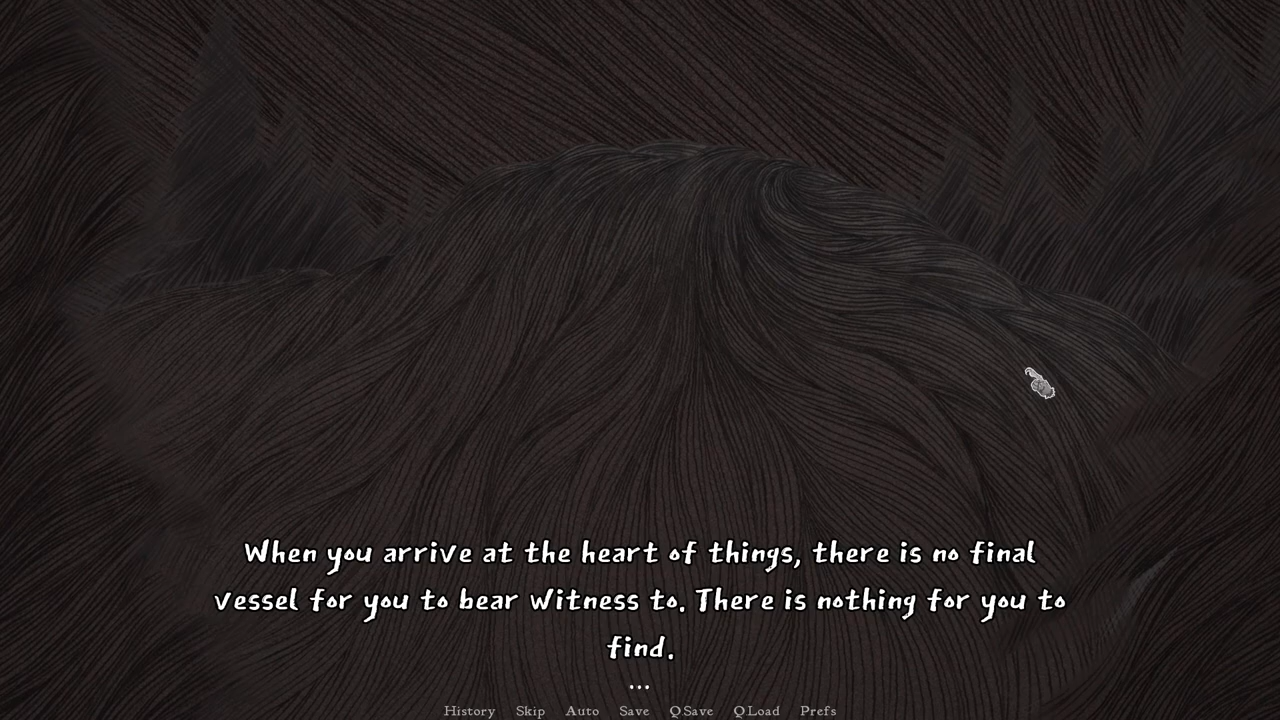 When you arrive at the heart of things, there is no final
vessel for you to bear witness to. There is nothing for you to
find.
...
History Skip Auto Save Q.Save Q.Load Prefs